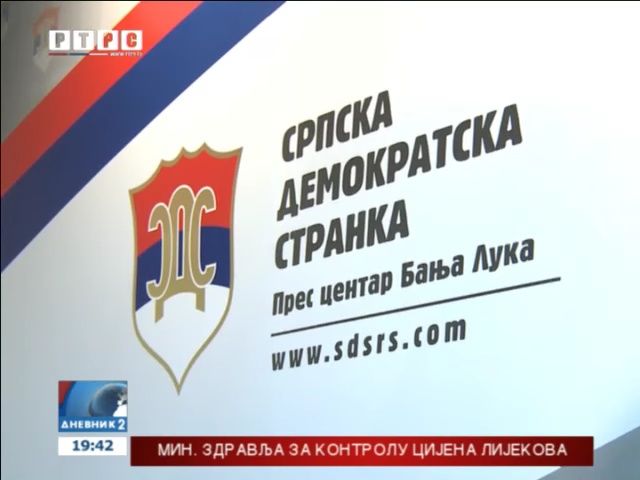 РТРС
СРПСКА
ДЕМОКРАТСКА
СТРАНКА
Прес центар Бања Лука
www.sdsrs.com
СДС
ДНЕВНИК 2
19:42
МИН. ЗДРАВЉА ЗА КОНТРОЛУ ЦИЈЕНА ЛИЈЕКОВА